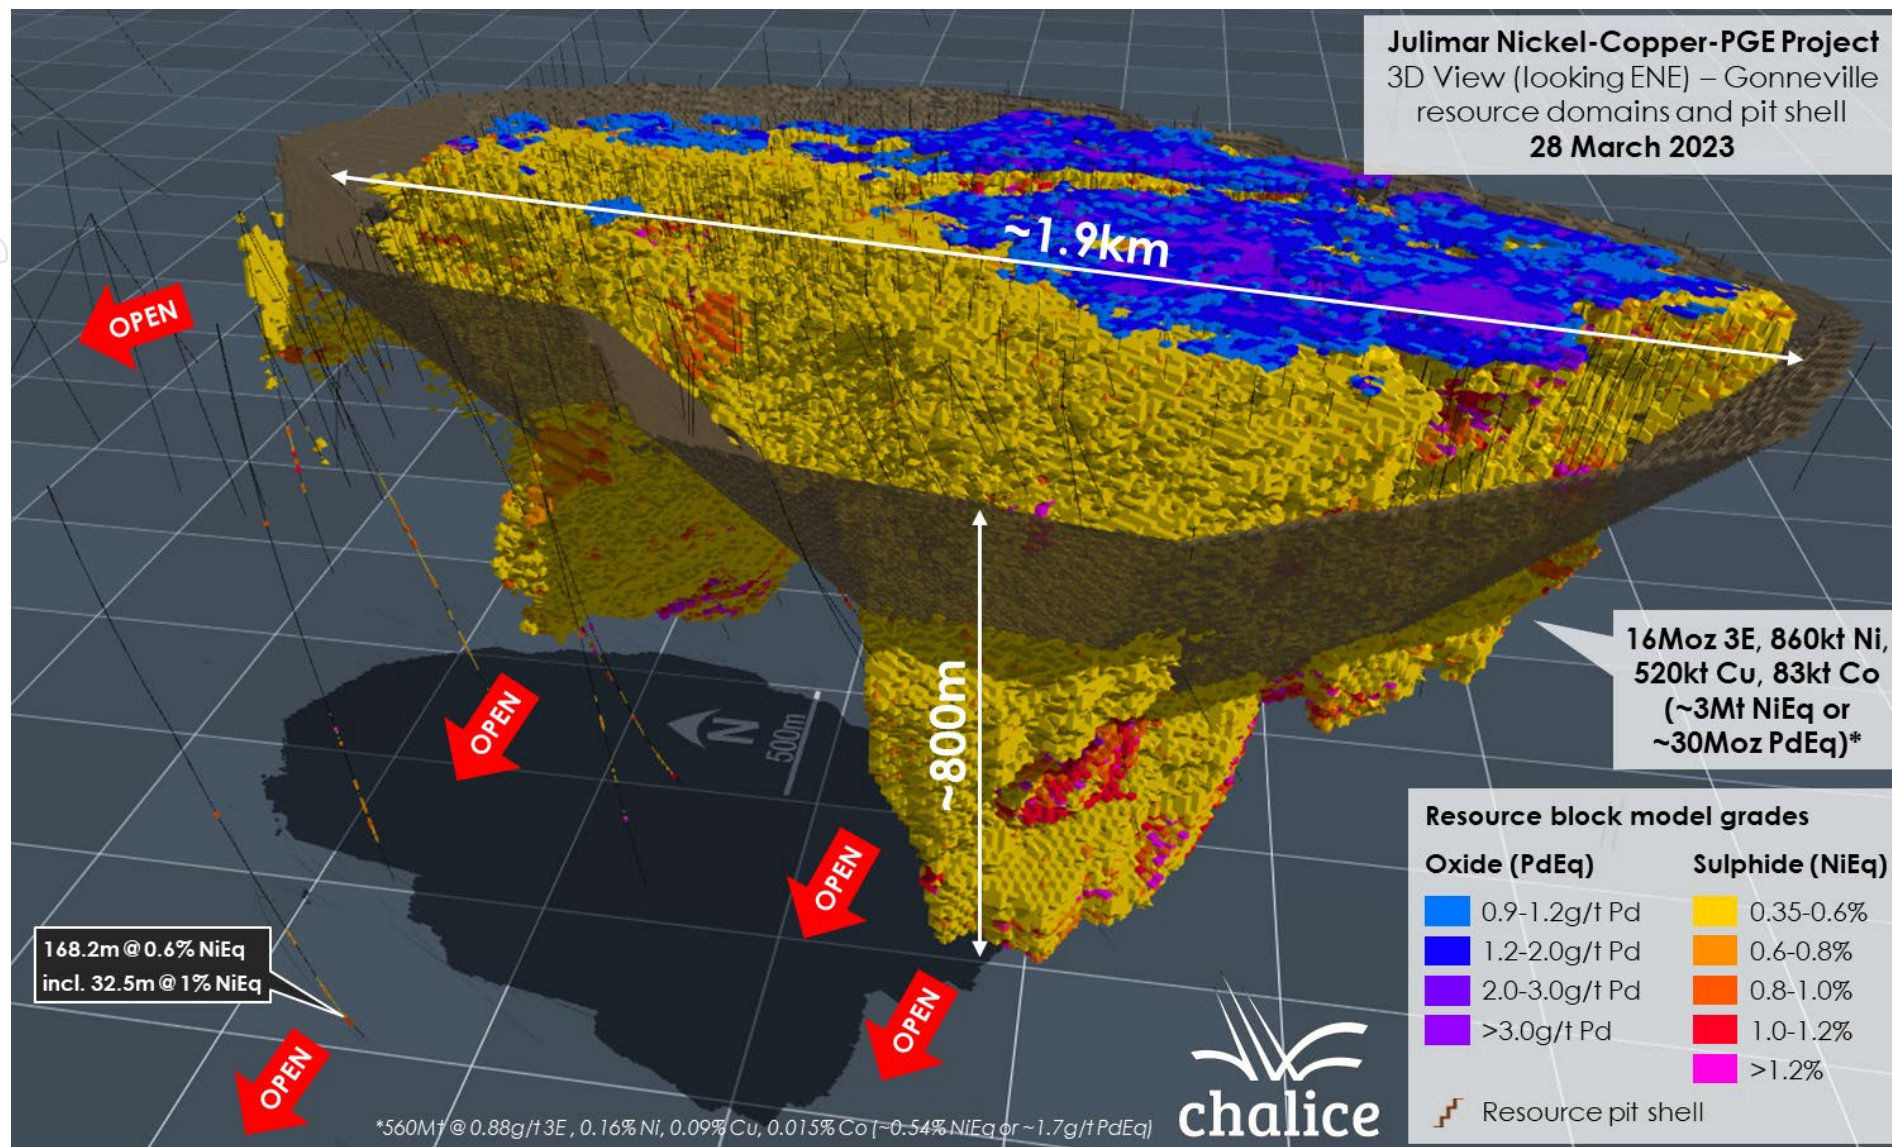 Julimar Nickel-Copper-PGE Project
3D View (looking ENE) – Gonneville
resource domains and pit shell
28 March 2023
~1.9km
OPEN
~800m
OPEN
N
500m
OPEN
OPEN
OPEN
16Moz 3E, 860kt Ni,
520kt Cu, 83kt Co
(~3Mt NiEq or
~30Moz PdEq)*
168.2m @ 0.6% NiEq
incl. 32.5m @ 1% NiEq
Resource block model grades
Oxide (PdEq)
0.9-1.2g/t Pd
1.2-2.0g/t Pd
2.0-3.0g/t Pd
>3.0g/t Pd
Sulphide (NiEq)
0.35-0.6%
0.6-0.8%
0.8-1.0%
1.0-1.2%
>1.2%
Resource pit shell
chalice
*560Mt @ 0.88g/t 3E , 0.16% Ni, 0.09% Cu, 0.015% Co (~0.54% NiEq or ~1.7g/t PdEq)